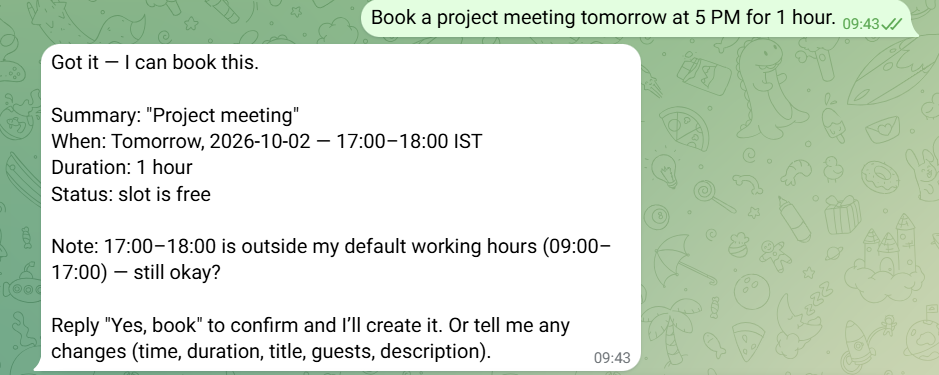 Book a project meeting tomorrow at 5 PM for 1 hour. 09:43
Got it — I can book this.
Summary: "Project meeting"
When: Tomorrow, 2026-10-02 — 17:00–18:00 IST
Duration: 1 hour
Status: slot is free
Note: 17:00–18:00 is outside my default working hours (09:00–
17:00) — still okay?
Reply "Yes, book" to confirm and I’ll create it. Or tell me any
changes (time, duration, title, guests, description). 09:43